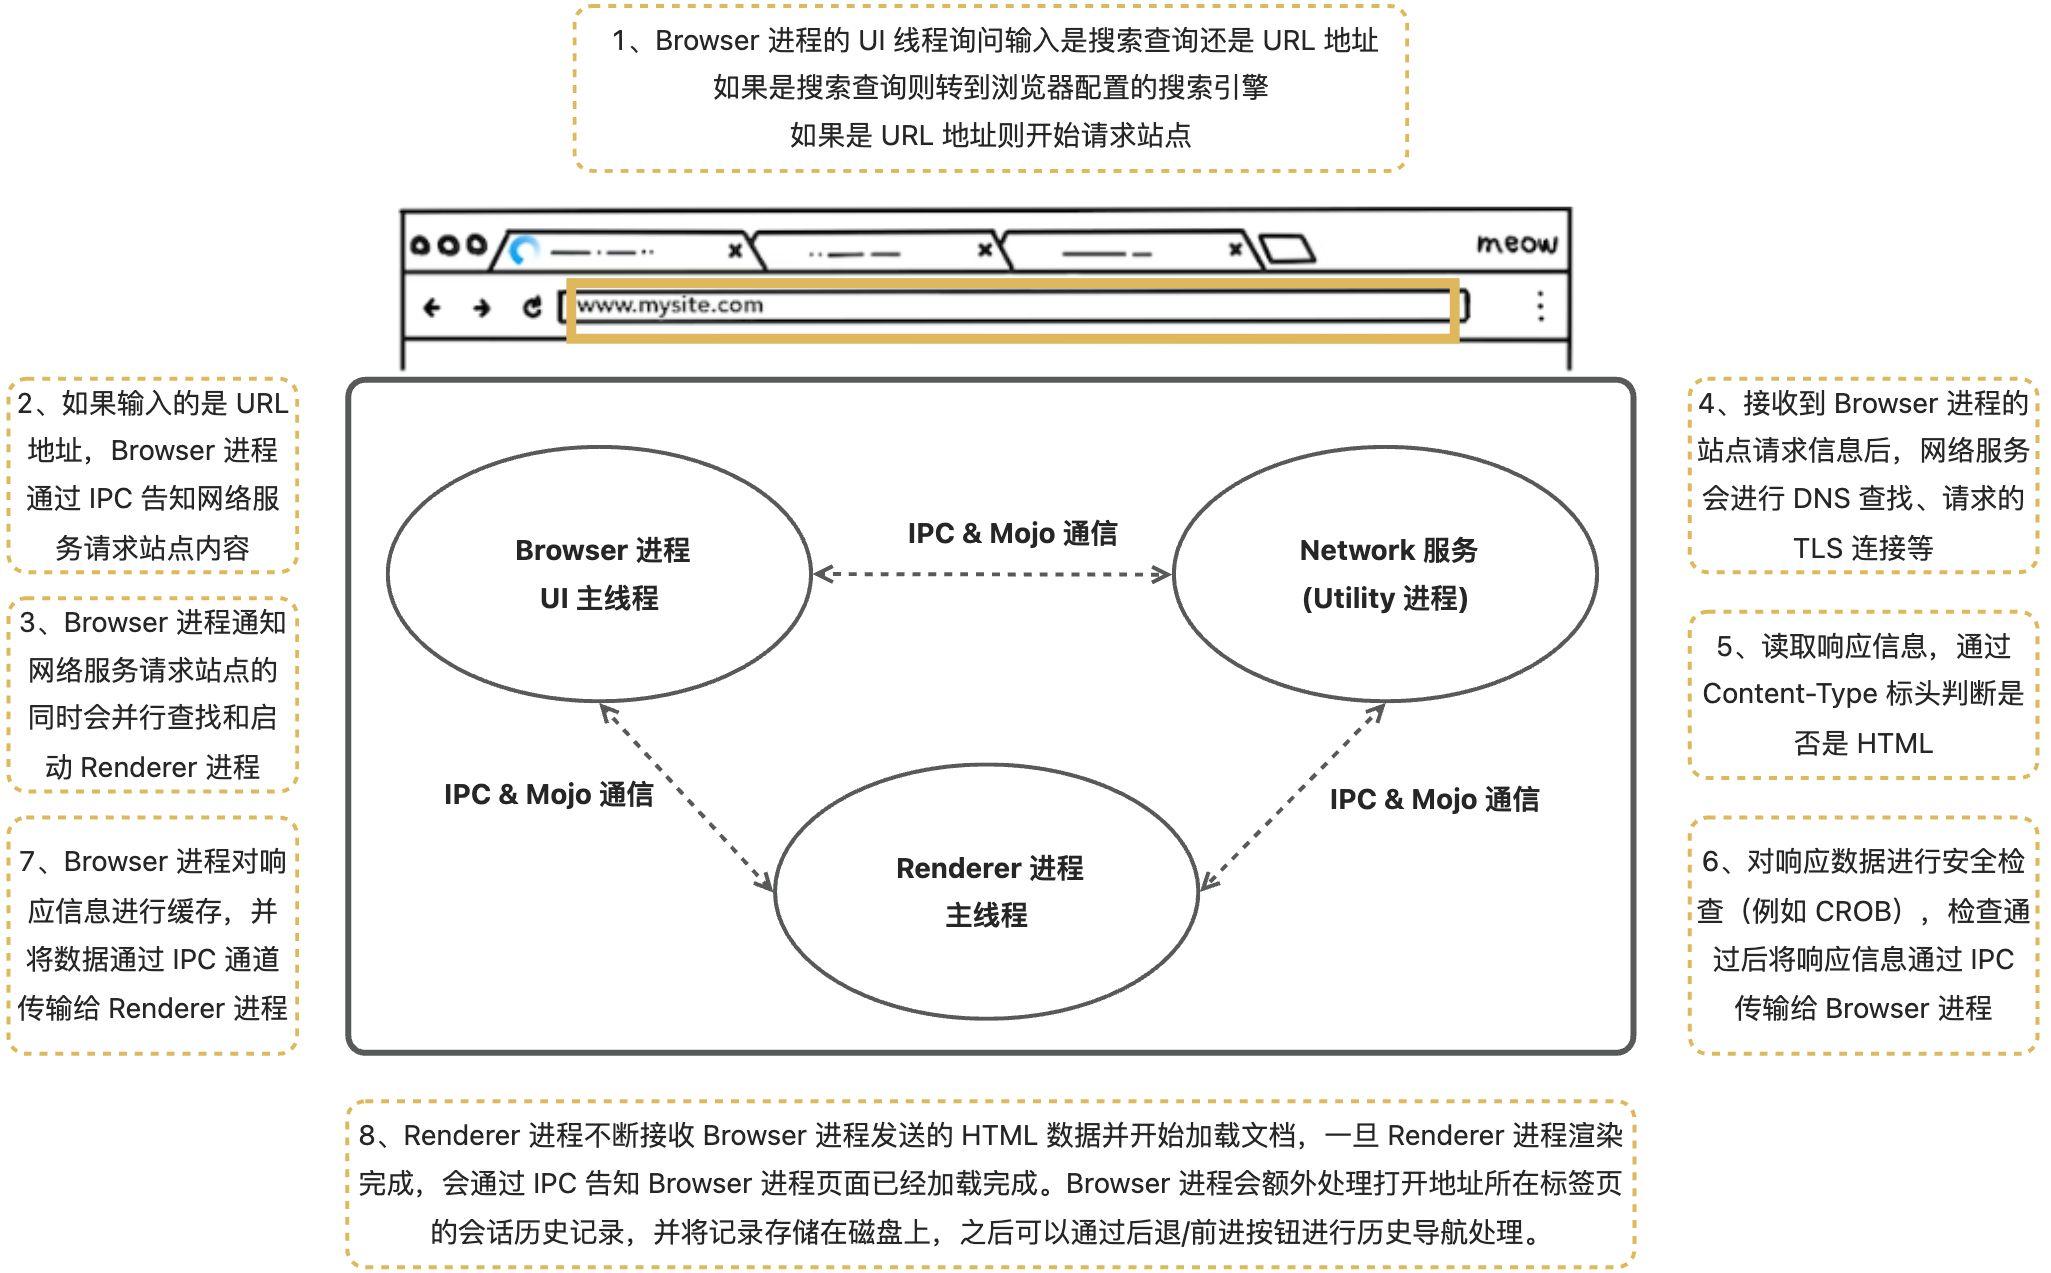 1、Browser 进程的 UI 线程询问输入是搜索查询还是 URL 地址
如果是搜索查询则转到浏览器配置的搜索引擎
如果是 URL 地址则开始请求站点
meow
www.mysite.com
2、如果输入的是 URL
地址，Browser 进程
通过 IPC 告知网络服
务请求站点内容
3、Browser 进程通知
网络服务请求站点的
同时会并行查找和启
动 Renderer 进程
7、Browser 进程对响
应信息进行缓存，并
将数据通过 IPC 通道
传输给 Renderer 进程
Browser 进程
UI 主线程
IPC & Mojo 通信
Network 服务
(Utility 进程)
IPC & Mojo 通信
IPC & Mojo 通信
Renderer 进程
主线程
4、接收到 Browser 进程的
站点请求信息后，网络服务
会进行 DNS 查找、请求的
TLS 连接等
5、读取响应信息，通过
Content-Type 标头判断是
否是 HTML
6、对响应数据进行安全检
查（例如 CROB），检查通
过后将响应信息通过 IPC
传输给 Browser 进程
8、Renderer 进程不断接收 Browser 进程发送的 HTML 数据并开始加载文档，一旦 Renderer 进程渲染
完成，会通过 IPC 告知 Browser 进程页面已经加载完成。Browser 进程会额外处理打开地址所在标签页
的会话历史记录，并将记录存储在磁盘上，之后可以通过后退/前进按钮进行历史导航处理。